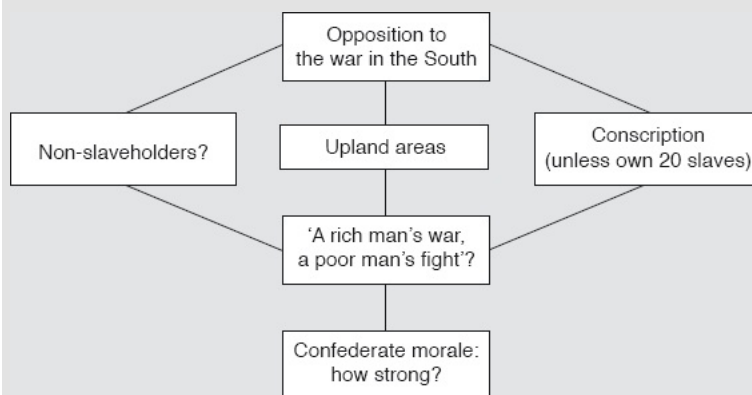 Opposition to
the war in the South
Non-slaveholders?
Upland areas
Conscription
(unless own 20 slaves)
‘A rich man’s war,
a poor man’s fight’?
Confederate morale:
how strong?